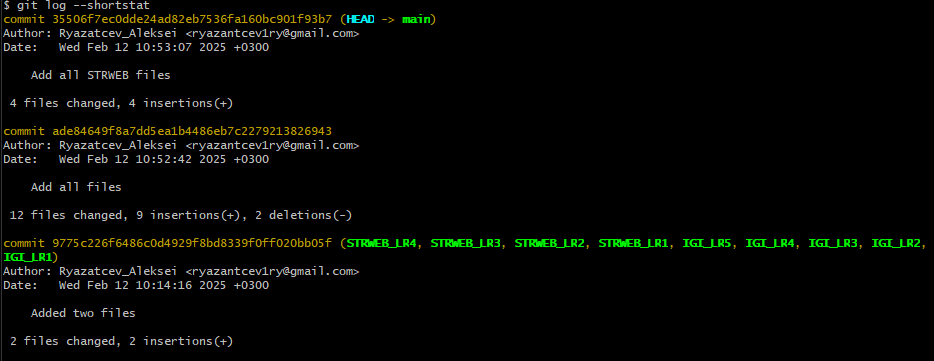 $ git log --shortstat
commit 35506f7ec0dde24ad82eb7536fa160bc901f93b7 (HEAD -> main)
Author: Ryazatcev_Aleksei <ryazantcev1ry@gmail.com>
Date:   Wed Feb 12 10:53:07 2025 +0300
    Add all STRWEB files
 4 files changed, 4 insertions(+)
commit ade84649f8a7dd5ea1b4486eb7c2279213826943
Author: Ryazatcev_Aleksei <ryazantcev1ry@gmail.com>
Date:   Wed Feb 12 10:52:42 2025 +0300
    Add all files
 12 files changed, 9 insertions(+), 2 deletions(-)
commit 9775c226f6486c0d4929f8bd8339f0ff020bb05f (STRWEB_LR4, STRWEB_LR3, STRWEB_LR2, STRWEB_LR1, IGI_LR5, IGI_LR4, IGI_LR3, IGI_LR2,
IGI_LR1)
Author: Ryazatcev_Aleksei <ryazantcev1ry@gmail.com>
Date:   Wed Feb 12 10:14:16 2025 +0300
    Added two files
 2 files changed, 2 insertions(+)